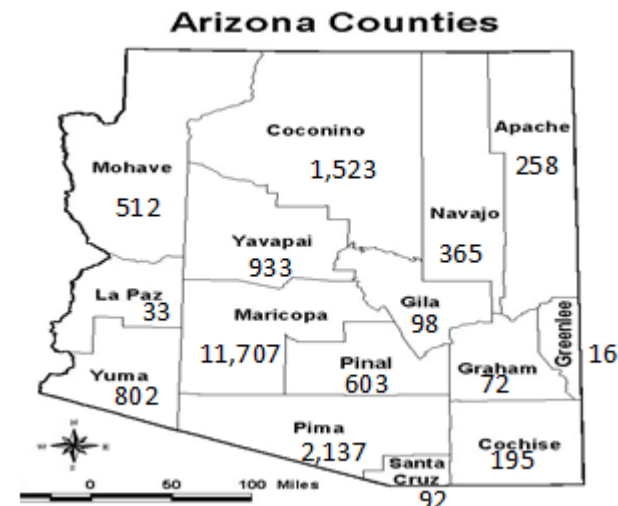 Arizona Counties
Mohave
512
Coconino
1,523
Navajo
365
Apache
258
Yavapai
933
La Paz
33
Maricopa
11,707
Gila
98
Greenlee
16
Yuma
802
Pinal
603
Graham
72
Pima
2,137
Santa
Cruz
92
Cochise
195
N
W
E
S
0 50 100 Miles